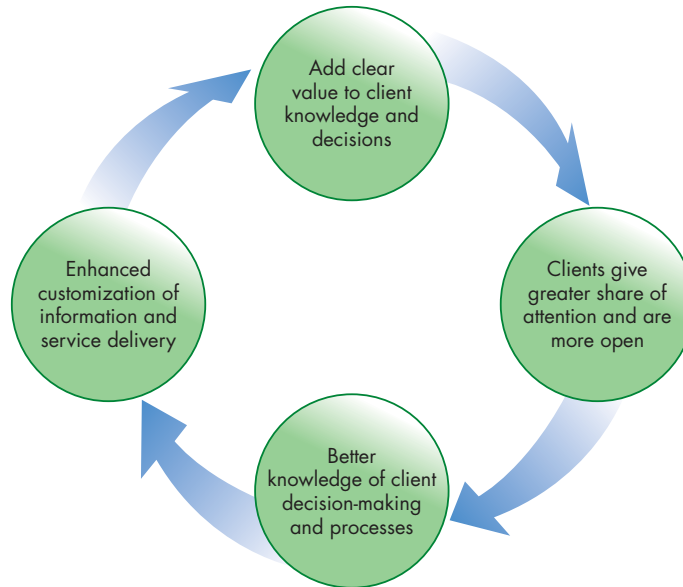 Add clear
value to client
knowledge and
decisions
Clients give
greater share of
attention and are
more open
Better
knowledge of client
decision-making
and processes
Enhanced
customization of
information and
service delivery